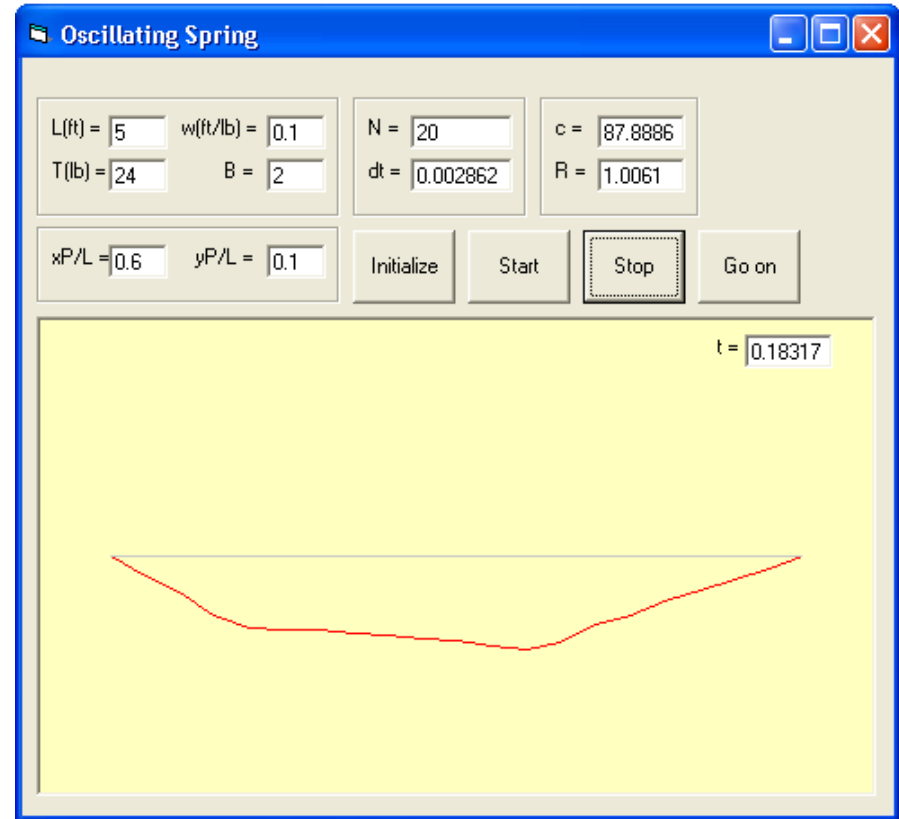 Oscillating Spring
L(ft) = 5 w(ft/lb) = 0.1 N = 20 c = 87.8886
T(lb) = 24 B = 2 dt = 0.002862 R = 1.0061
xP/L = 0.6 yP/L = 0.1 Initialize Start Stop Go on
t = 0.18317